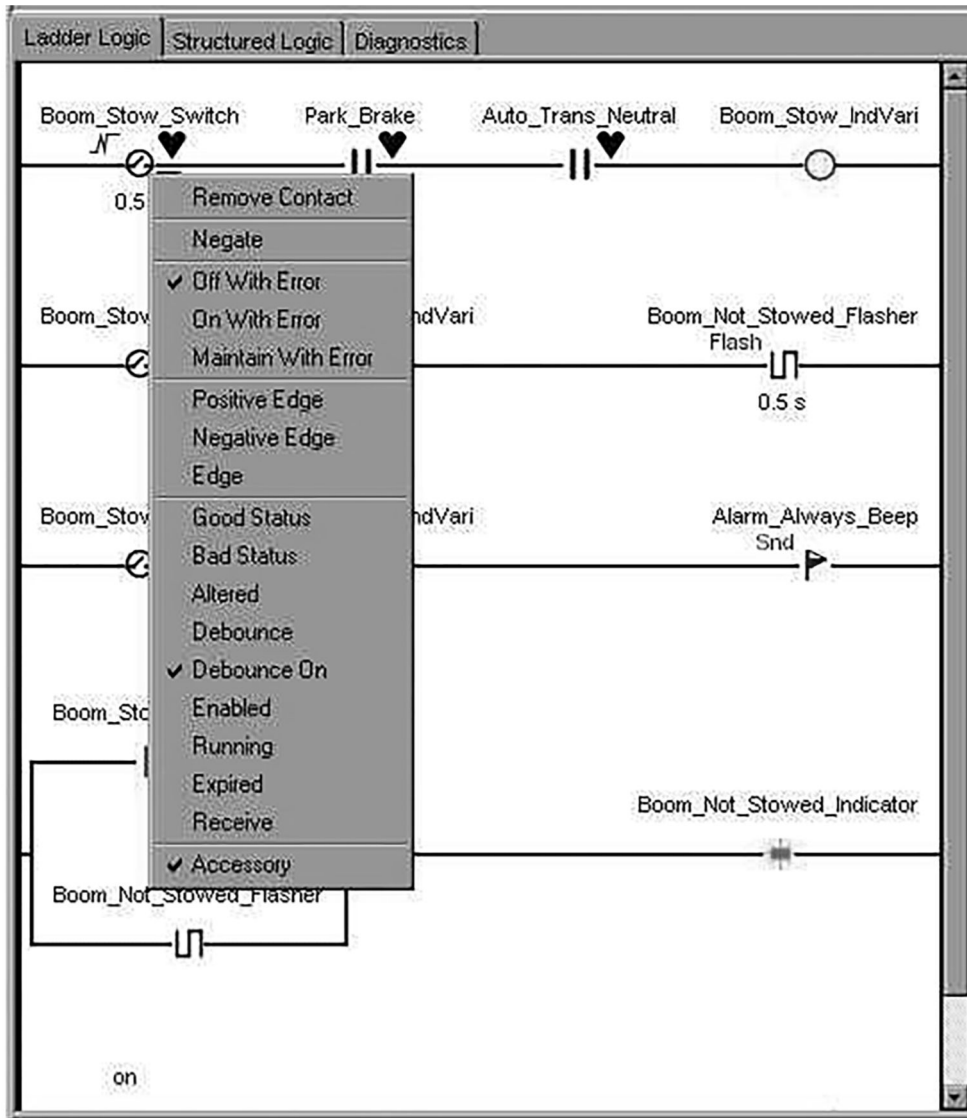 Ladder Logic Structured Logic Diagnostics
Boom_Stow_Switch Park_Brake Auto_Trans_Neutral Boom_Stow_IndVari
0.5
Remove Contact
Negate
Off With Error
On With Error
Maintain With Error
Positive Edge
Negative Edge
Edge
Good Status
Bad Status
Altered
Debounce
Debounce On
Enabled
Running
Expired
Receive
Accessory
Boom_Stov ndVari Boom_Not_Stowed_Flasher
Flash
0.5 s
Boom_Stov ndVari Alarm_Always_Beep
Snd
Boom_Sto
Boom_Not_Stowed_Indicator
Boom_Not_Stowed_Flasher
on